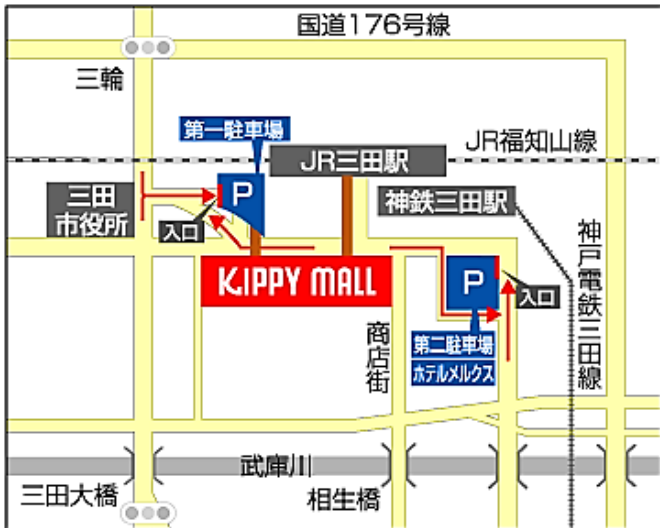 国道176号線
三輪
第一駐車場
JR福知山線
JR三田駅
P
三田
市役所
神鉄三田駅
入口
神戸電鉄三田線
KiPPY MALL
P
入口
商店街
第二駐車場
ホテルメルクス
武庫川
三田大橋
相生橋